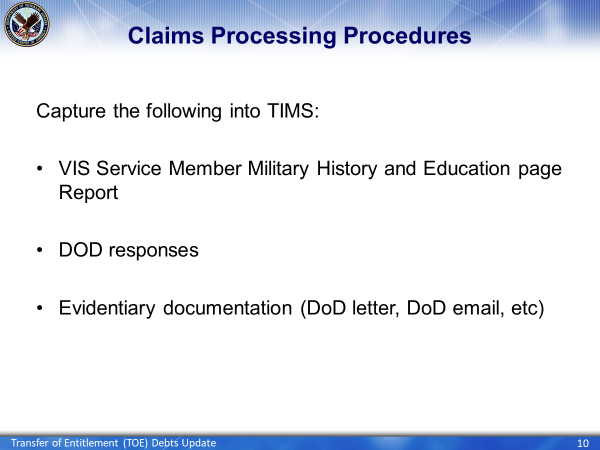 Claims Processing Procedures
Capture the following into TIMS:
• VIS Service Member Military History and Education page
Report
• DOD responses
• Evidentiary documentation (DoD letter, DoD email, etc)
Transfer of Entitlement (TOE) Debts Update
10